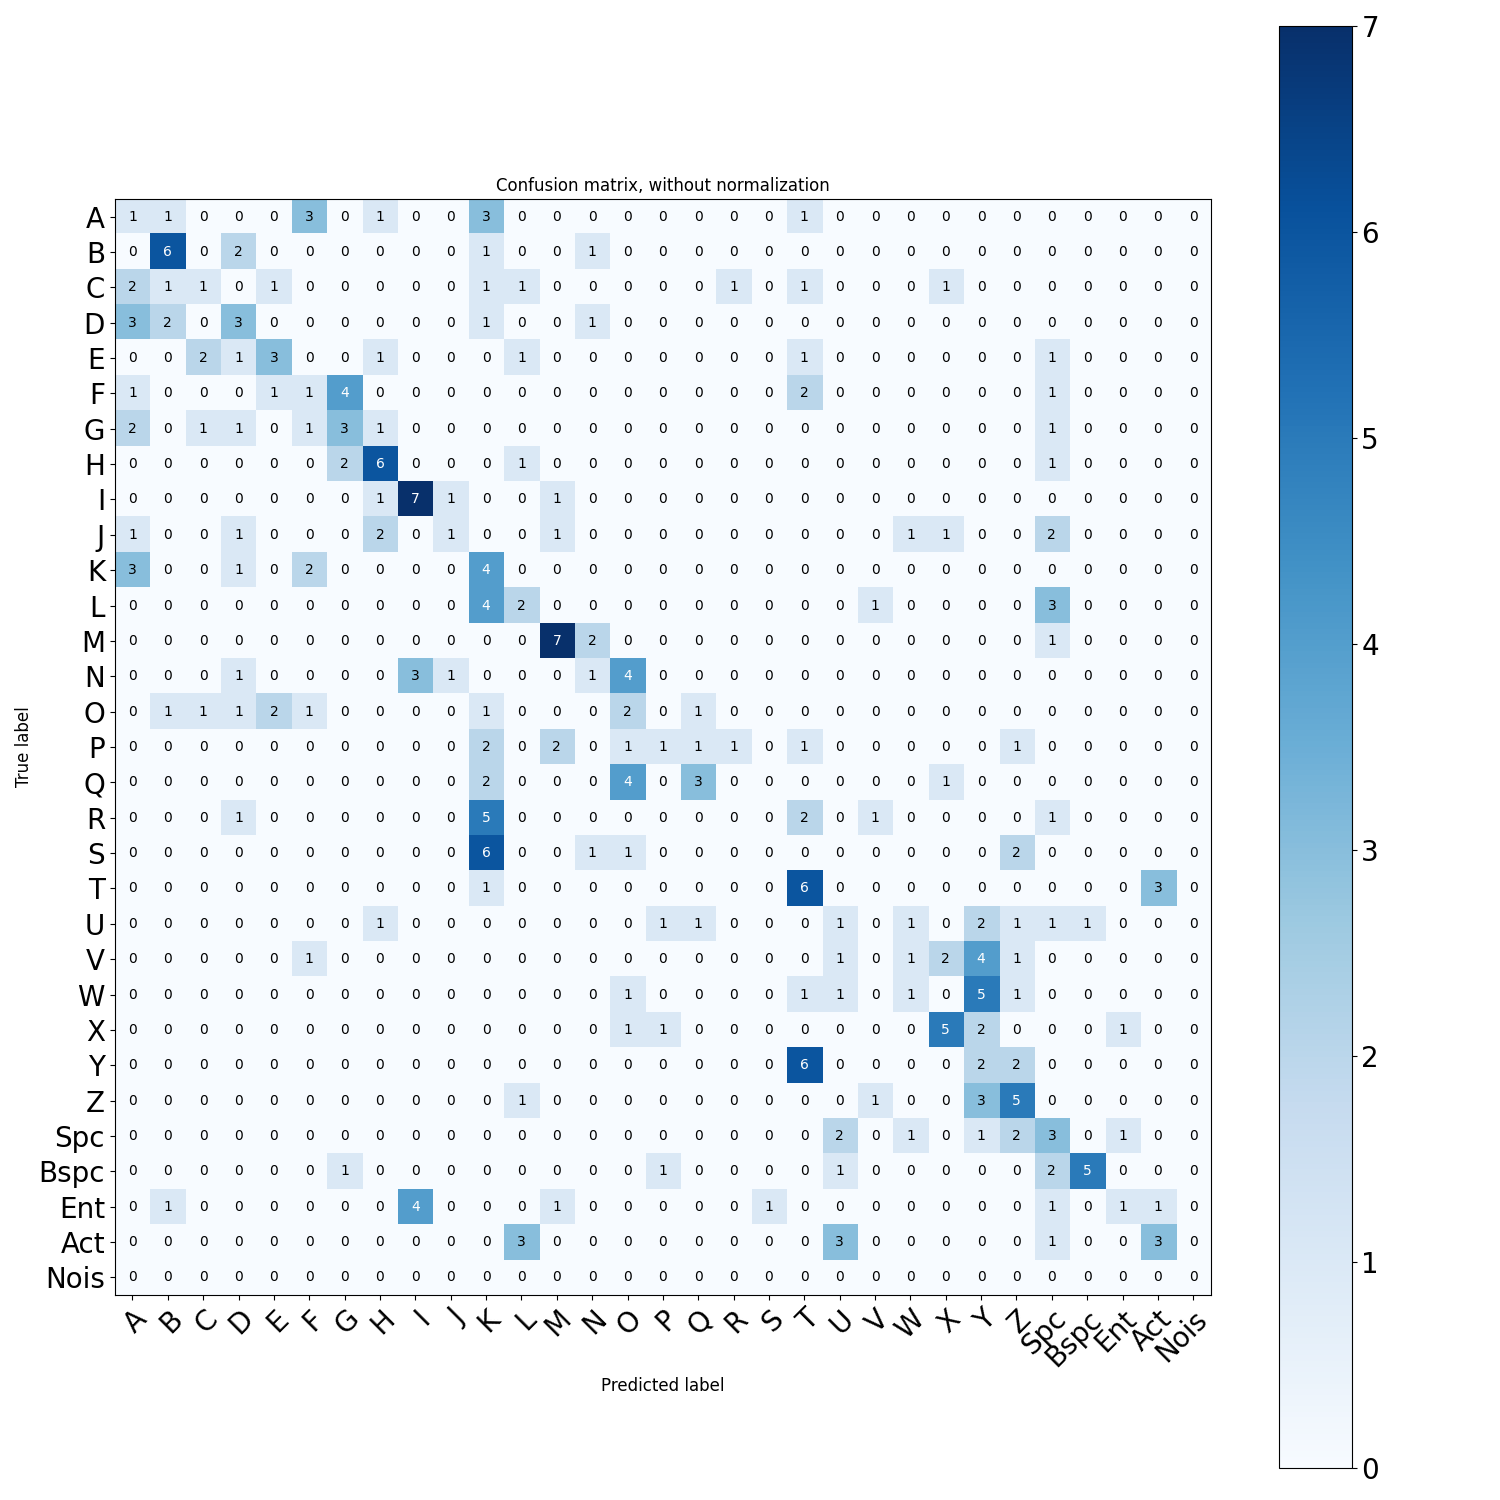 Confusion matrix, without normalization
A 1 1 0 0 0 3 0 1 0 0 3 0 0 0 0 0 0 0 0 1 0 0 0 0 0 0 0 0 0 0 0
B 0 6 0 2 0 0 0 0 0 0 1 0 0 1 0 0 0 0 0 0 0 0 0 0 0 0 0 0 0 0 0
C 2 1 1 0 1 0 0 0 0 0 1 1 0 0 0 0 0 1 0 1 0 0 0 1 0 0 0 0 0 0 0
D 3 2 0 3 0 0 0 0 0 0 1 0 0 1 0 0 0 0 0 0 0 0 0 0 0 0 0 0 0 0 0
E 0 0 2 1 3 0 0 1 0 0 0 1 0 0 0 0 0 0 0 1 0 0 0 0 0 0 1 0 0 0 0
F 1 0 0 0 1 1 4 0 0 0 0 0 0 0 0 0 0 0 0 2 0 0 0 0 0 0 1 0 0 0 0
G 2 0 1 1 0 1 3 1 0 0 0 0 0 0 0 0 0 0 0 0 0 0 0 0 0 0 1 0 0 0 0
H 0 0 0 0 0 0 2 6 0 0 0 1 0 0 0 0 0 0 0 0 0 0 0 0 0 0 1 0 0 0 0
I 0 0 0 0 0 0 0 1 7 1 0 0 1 0 0 0 0 0 0 0 0 0 0 0 0 0 0 0 0 0 0
J 1 0 0 1 0 0 0 2 0 1 0 0 1 0 0 0 0 0 0 0 0 0 1 1 0 0 2 0 0 0 0
K 3 0 0 1 0 2 0 0 0 0 4 0 0 0 0 0 0 0 0 0 0 0 0 0 0 0 0 0 0 0 0
L 0 0 0 0 0 0 0 0 0 0 4 2 0 0 0 0 0 0 0 0 0 1 0 0 0 0 3 0 0 0 0
M 0 0 0 0 0 0 0 0 0 0 0 0 7 2 0 0 0 0 0 0 0 0 0 0 0 0 1 0 0 0 0
N 0 0 0 1 0 0 0 0 3 1 0 0 0 1 4 0 0 0 0 0 0 0 0 0 0 0 0 0 0 0 0
O 0 1 1 1 2 1 0 0 0 0 1 0 0 0 2 0 1 0 0 0 0 0 0 0 0 0 0 0 0 0 0
P 0 0 0 0 0 0 0 0 0 0 2 0 2 0 1 1 1 1 0 1 0 0 0 0 0 1 0 0 0 0 0
Q 0 0 0 0 0 0 0 0 0 0 2 0 0 0 4 0 3 0 0 0 0 0 0 1 0 0 0 0 0 0 0
R 0 0 0 1 0 0 0 0 0 0 5 0 0 0 0 0 0 0 0 2 0 1 0 0 0 0 1 0 0 0 0
S 0 0 0 0 0 0 0 0 0 0 6 0 0 1 1 0 0 0 0 0 0 0 0 0 0 2 0 0 0 0 0
T 0 0 0 0 0 0 0 0 0 0 1 0 0 0 0 0 0 0 0 6 0 0 0 0 0 0 0 0 0 3 0
U 0 0 0 0 0 0 0 1 0 0 0 0 0 0 0 1 1 0 0 0 1 0 1 0 2 1 1 1 0 0 0
V 0 0 0 0 0 1 0 0 0 0 0 0 0 0 0 0 0 0 0 0 1 0 1 2 4 1 0 0 0 0 0
W 0 0 0 0 0 0 0 0 0 0 0 0 0 0 1 0 0 0 0 1 1 0 1 0 5 1 0 0 0 0 0
X 0 0 0 0 0 0 0 0 0 0 0 0 0 0 1 1 0 0 0 0 0 0 0 5 2 0 0 0 1 0 0
Y 0 0 0 0 0 0 0 0 0 0 0 0 0 0 0 0 0 0 0 6 0 0 0 0 2 2 0 0 0 0 0
Z 0 0 0 0 0 0 0 0 0 0 0 1 0 0 0 0 0 0 0 0 0 1 0 0 3 5 0 0 0 0 0
Spc 0 0 0 0 0 0 0 0 0 0 0 0 0 0 0 0 0 0 0 0 2 0 1 0 1 2 3 0 1 0 0
Bspc 0 0 0 0 0 0 1 0 0 0 0 0 0 0 0 1 0 0 0 0 1 0 0 0 0 0 2 5 0 0 0
Ent 0 1 0 0 0 0 0 0 4 0 0 0 1 0 0 0 0 0 1 0 0 0 0 0 0 0 1 0 1 1 0
Act 0 0 0 0 0 0 0 0 0 0 0 3 0 0 0 0 0 0 0 0 3 0 0 0 0 0 1 0 0 3 0
Nois 0 0 0 0 0 0 0 0 0 0 0 0 0 0 0 0 0 0 0 0 0 0 0 0 0 0 0 0 0 0 0
A B C D E F G H I J K L M N O P Q R S T U V W X Y Z Spc Bspc Ent Act Nois
Predicted label
True label
7
6
5
4
3
2
1
0